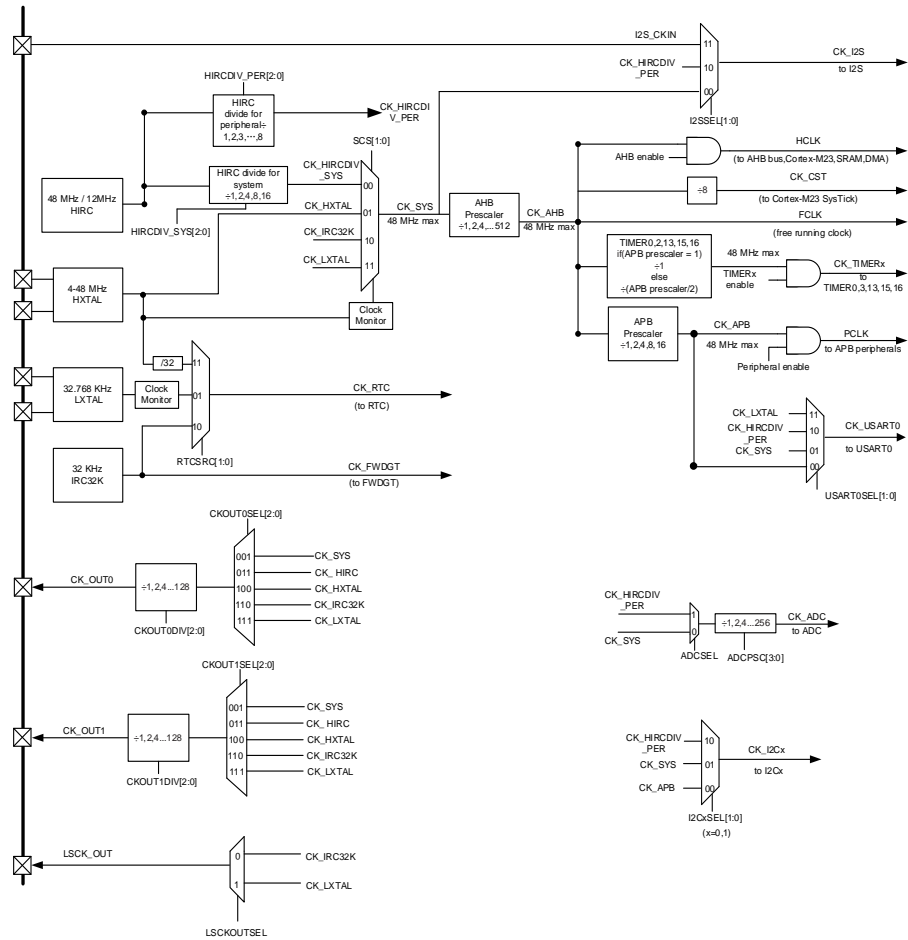 I2S_CKIN
11
CK_I2S
to I2S
CK_HIRCDIV
_PER
10
00
I2SSEL[1:0]
HIRCDIV_PER[2:0]
HIRC
divide for
peripheral÷
1,2,3,...,8
CK_HIRCDI
V_PER
SCS[1:0]
48 MHz / 12MHz
HIRC
HIRC divide for
system
÷1,2,4,8,16
HIRCDIV_SYS[2:0]
CK_HIRCDIV
_SYS
00
CK_HXTAL
01
CK_IRC32K
10
CK_LXTAL
11
CK_SYS
48 MHz max
AHB
Prescaler
÷1,2,4,...512
CK_AHB
48 MHz max
AHB enable
HCLK
(to AHB bus,Cortex-M23,SRAM,DMA)
÷8
CK_CST
(to Cortex-M23 SysTick)
FCLK
(free running clock)
TIMER0,2,13,15,16
if(APB prescaler = 1)
÷1
else
÷(APB prescaler/2)
48 MHz max
TIMERx
enable
CK_TIMERx
to
TIMER0,3,13,15,16
4-48 MHz
HXTAL
Clock
Monitor
APB
Prescaler
÷1,2,4,8,16
CK_APB
48 MHz max
Peripheral enable
PCLK
to APB peripherals
/32
11
32.768 KHz
LXTAL
Clock
Monitor
01
10
CK_RTC
(to RTC)
RTCSRC[1:0]
32 KHz
IRC32K
CK_FWDGT
(to FWDGT)
CK_LXTAL
11
CK_HIRCDIV
_PER
10
CK_SYS
01
00
CK_USART0
to USART0
USART0SEL[1:0]
CKOUT0SEL[2:0]
CK_OUT0
÷1,2,4...128
CKOUT0DIV[2:0]
001
CK_SYS
011
CK_ HIRC
100
CK_HXTAL
110
CK_IRC32K
111
CK_LXTAL
CK_HIRCDIV
_PER
1
CK_SYS
0
ADCSEL
÷1,2,4...256
ADCPSC[3:0]
CK_ADC
to ADC
CKOUT1SEL[2:0]
CK_OUT1
÷1,2,4...128
CKOUT1DIV[2:0]
001
CK_SYS
011
CK_ HIRC
100
CK_HXTAL
110
CK_IRC32K
111
CK_LXTAL
CK_HIRCDIV
_PER
10
CK_SYS
01
CK_APB
00
CK_I2Cx
to I2Cx
I2CxSEL[1:0]
(x=0,1)
LSCK_OUT
0
CK_IRC32K
1
CK_LXTAL
LSCKOUTSEL